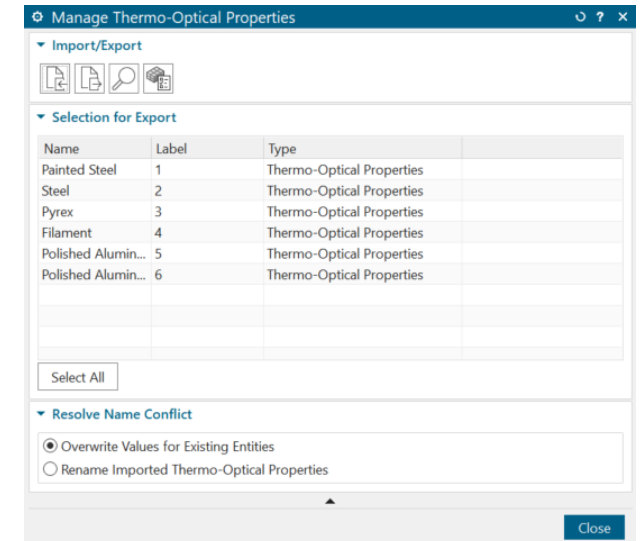 Manage Thermo-Optical Properties ? ×
Import/Export
Selection for Export
Name Label Type
Painted Steel 1 Thermo-Optical Properties
Steel 2 Thermo-Optical Properties
Pyrex 3 Thermo-Optical Properties
Filament 4 Thermo-Optical Properties
Polished Alumin... 5 Thermo-Optical Properties
Polished Alumin... 6 Thermo-Optical Properties
Select All
Resolve Name Conflict
Overwrite Values for Existing Entities
Rename Imported Thermo-Optical Properties
Close